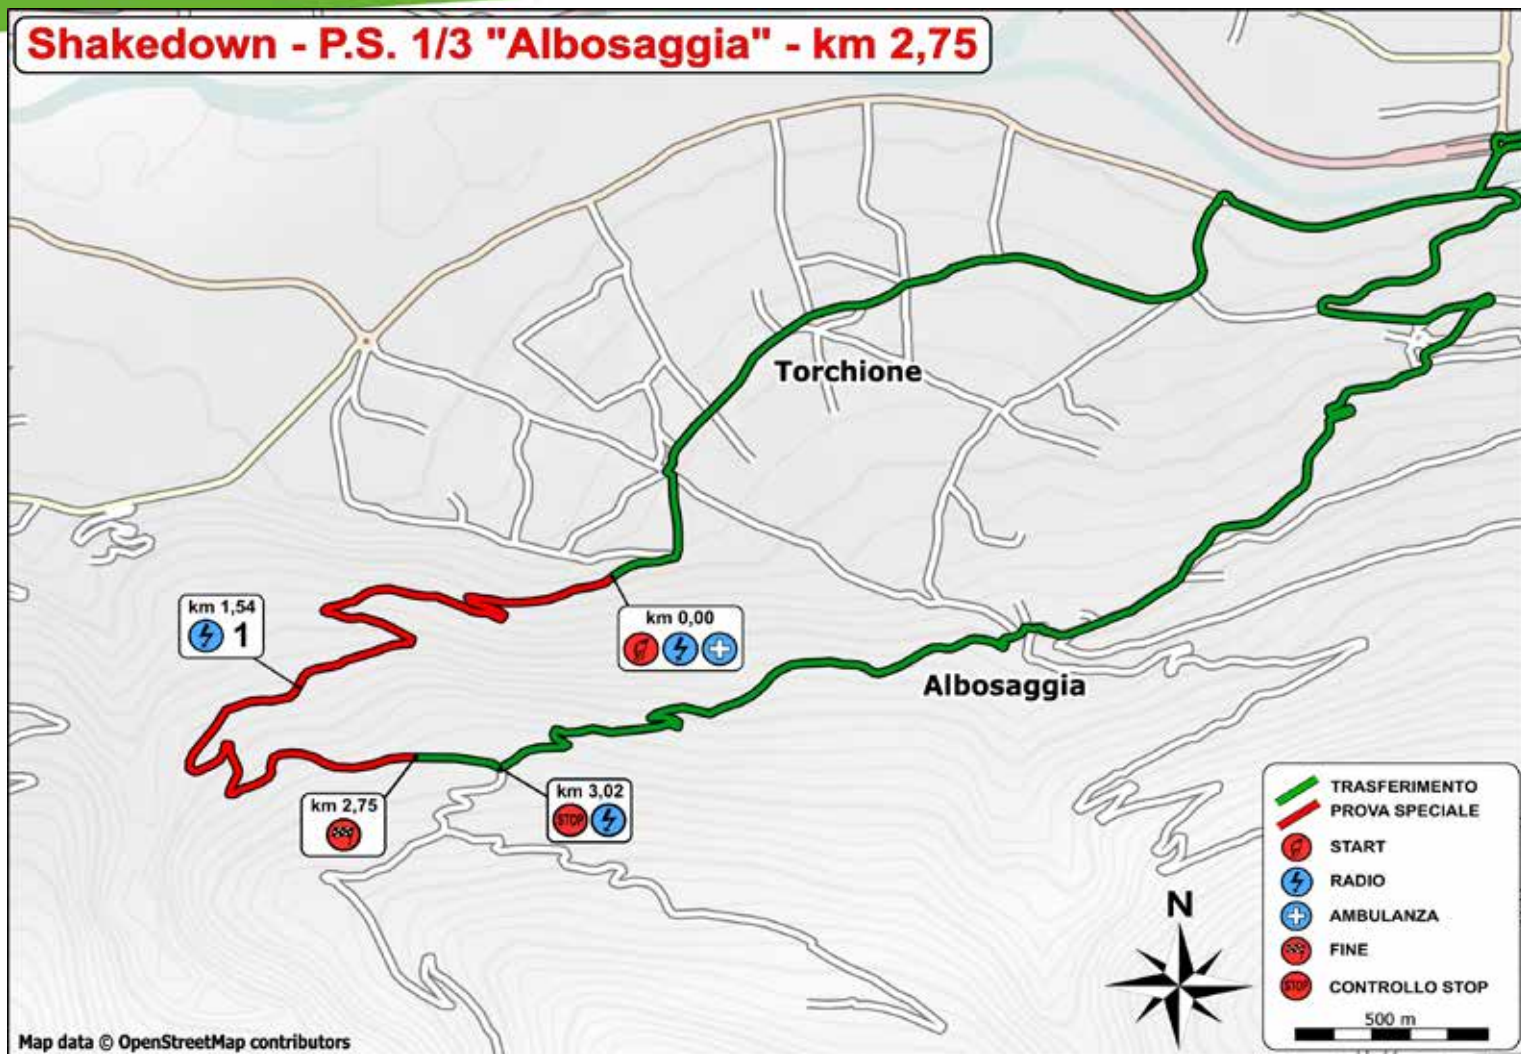 Shakedown - P.S. 1/3 "Albosaggia" - km 2,75
Torchione
km 1,54
1
km 0,00
Albosaggia
km 2,75
km 3,02
STOP
TRASFERIMENTO
PROVA SPECIALE
START
RADIO
AMBULANZA
FINE
STOP CONTROLLO STOP
500 m
N
Map data © OpenStreetMap contributors